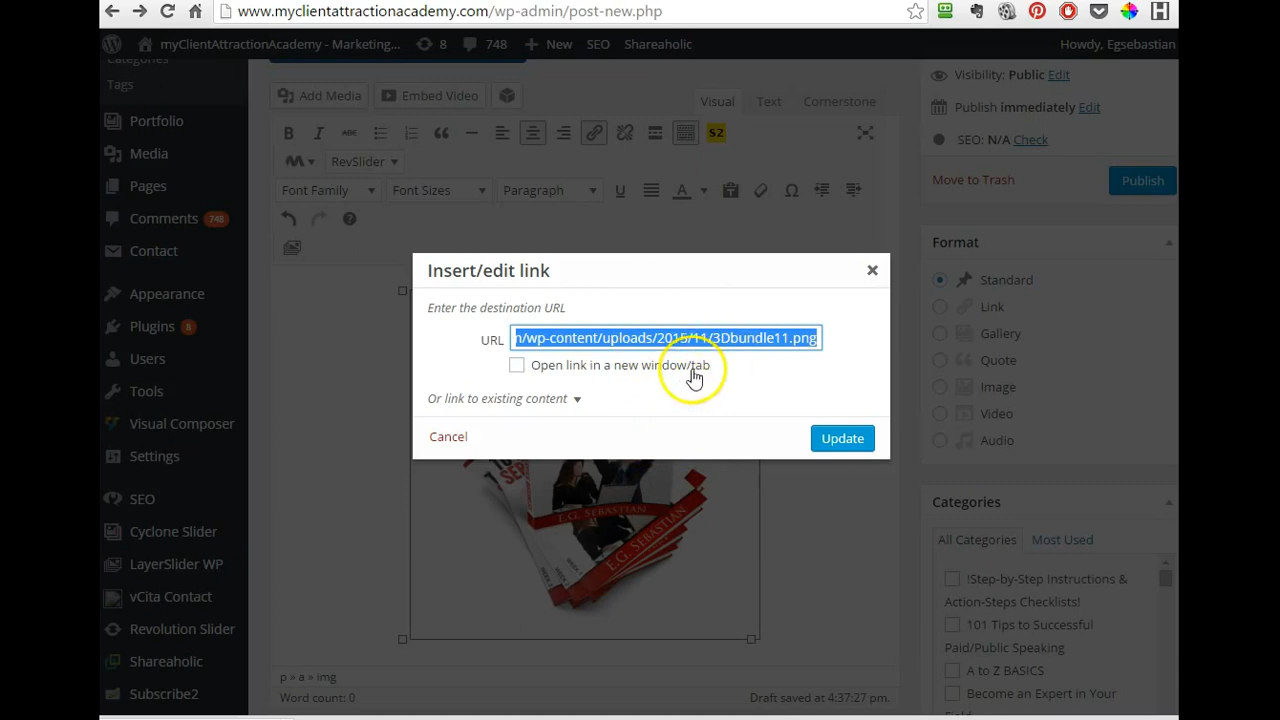 www.myclientattractionacademy.com/wp-admin/post-new.php
myClientAttractionAcademy - Marketing... 8 748 New SEO Shareaholic Howdy, Egsebastian
Categories
Tags
Portfolio
Media
Pages
Comments 748
Contact
Appearance
Plugins 8
Users
Tools
Visual Composer
Settings
SEO
Cyclone Slider
LayerSlider WP
vCita Contact
Revolution Slider
Shareaholic
Subscribe2
Add Media Embed Video
Visual Text Cornerstone
B I ABC S2
RevSlider
Font Family Font Sizes Paragraph U A Ω
Insert/edit link
Enter the destination URL
URL n/wp-content/uploads/2015/11/3Dbundle11.png
Open link in a new window/tab
Or link to existing content
Cancel Update
E.G. SEBASTIAN
E.G. SEBASTIAN
p » a » img
Word count: 0 Draft saved at 4:37:27 pm.
Visibility: Public Edit
Publish immediately Edit
SEO: N/A Check
Move to Trash Publish
Format
Standard
Link
Gallery
Quote
Image
Video
Audio
Categories
All Categories Most Used
!Step-by-Step Instructions &
Action-Steps Checklists!
101 Tips to Successful
Paid/Public Speaking
A to Z BASICS
Become an Expert in Your
Field